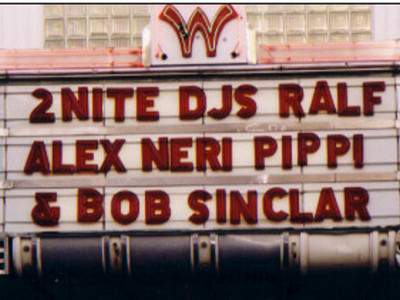 W
2NITE DJS RALF
ALEX NERI PIPPI
& BOB SINCLAR